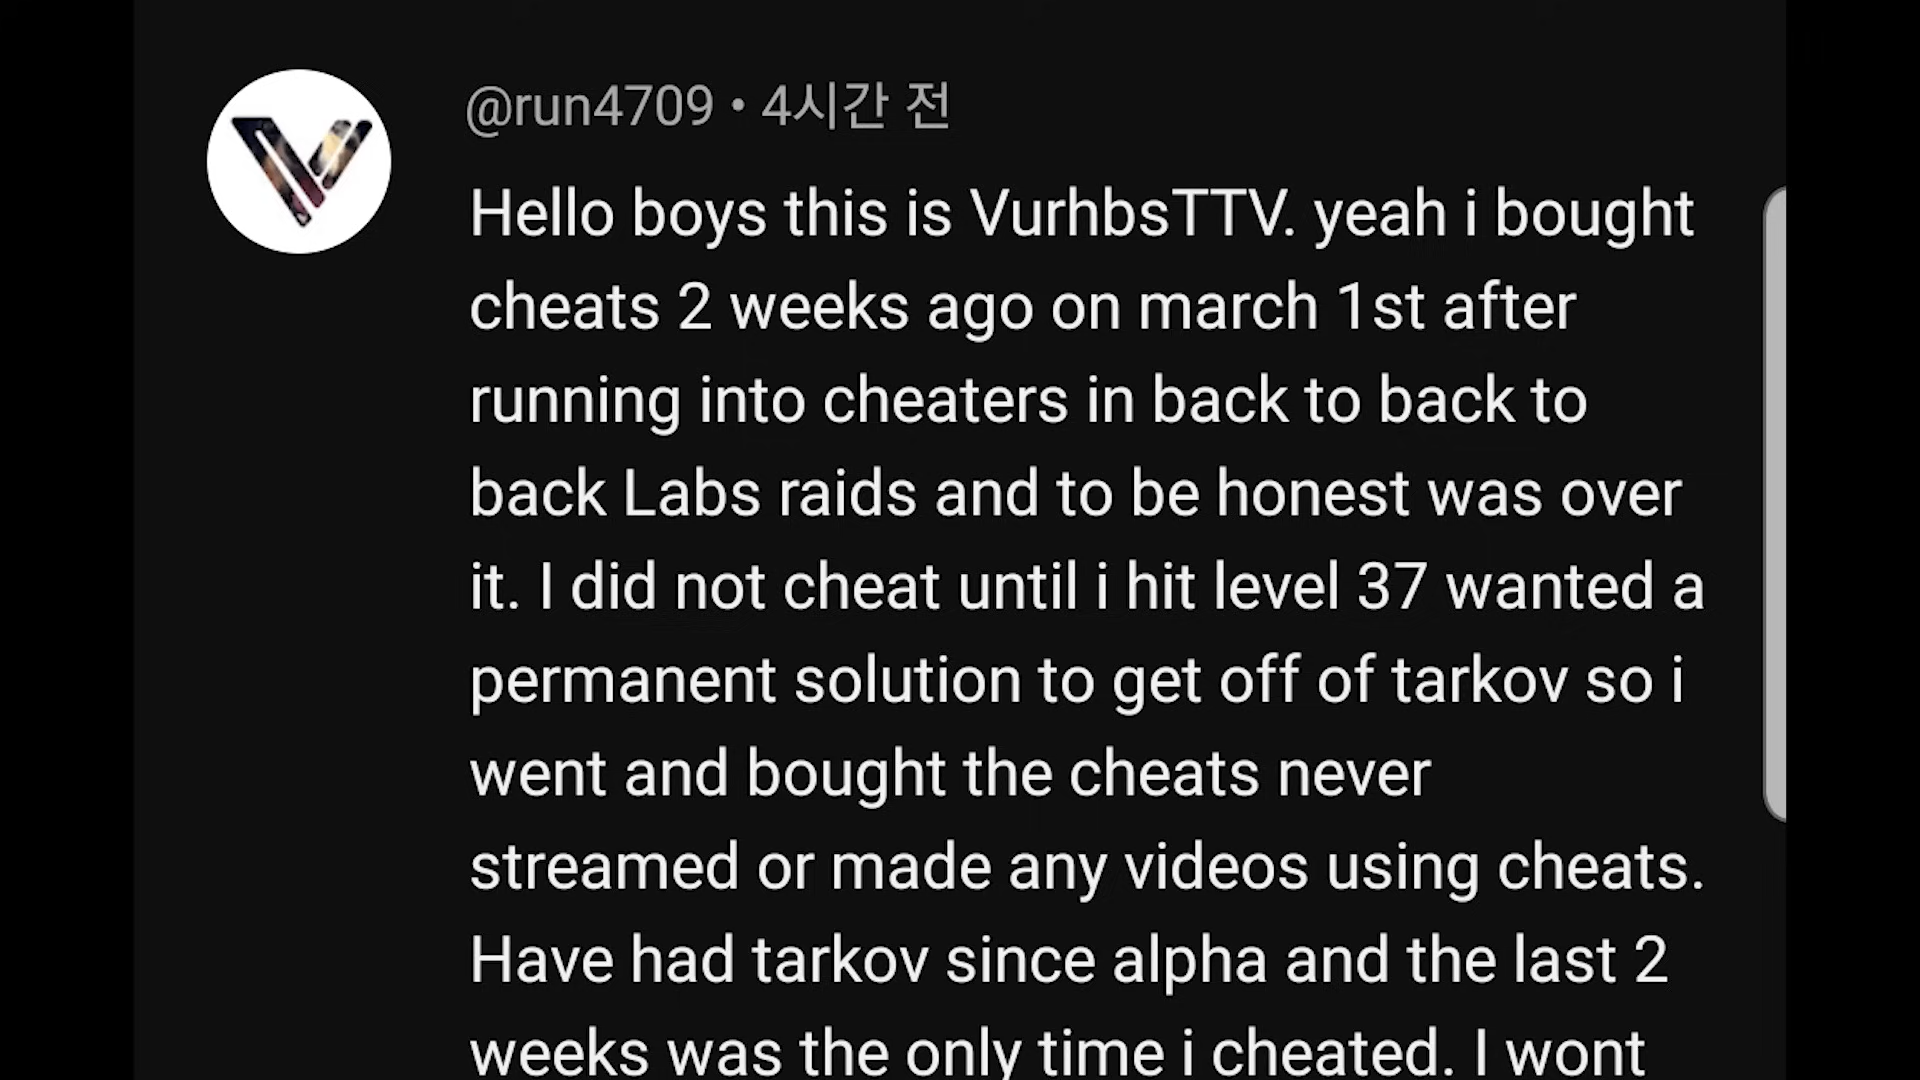 @run4709 • 4시간 전
Hello boys this is VurhbsTTV. yeah i bought
cheats 2 weeks ago on march 1st after
running into cheaters in back to back to
back Labs raids and to be honest was over
it. I did not cheat until i hit level 37 wanted a
permanent solution to get off of tarkov so i
went and bought the cheats never
streamed or made any videos using cheats.
Have had tarkov since alpha and the last 2
weeks was the only time i cheated. I wont